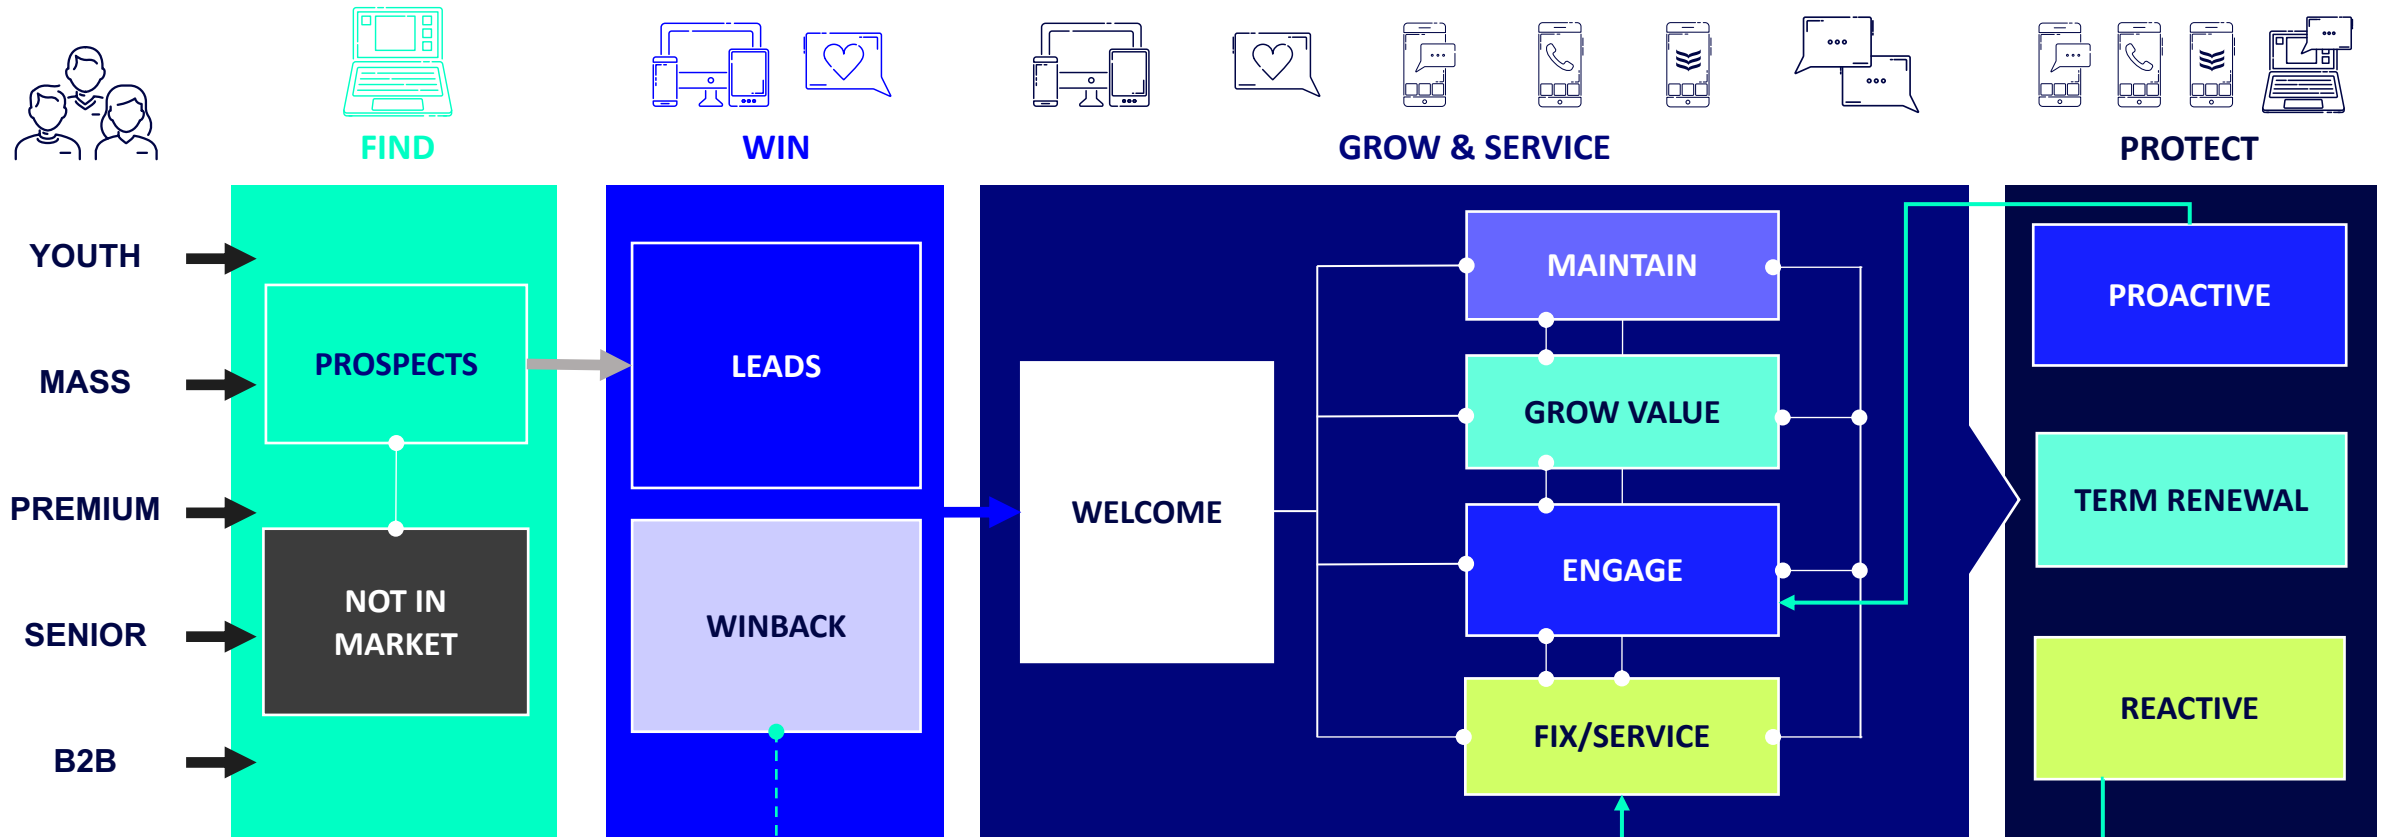 FIND
WIN
GROW & SERVICE
PROTECT
YOUTH
MASS
PREMIUM
SENIOR
B2B
PROSPECTS
NOT IN
MARKET
LEADS
WINBACK
WELCOME
MAINTAIN
GROW VALUE
ENGAGE
FIX/SERVICE
PROACTIVE
TERM RENEWAL
REACTIVE